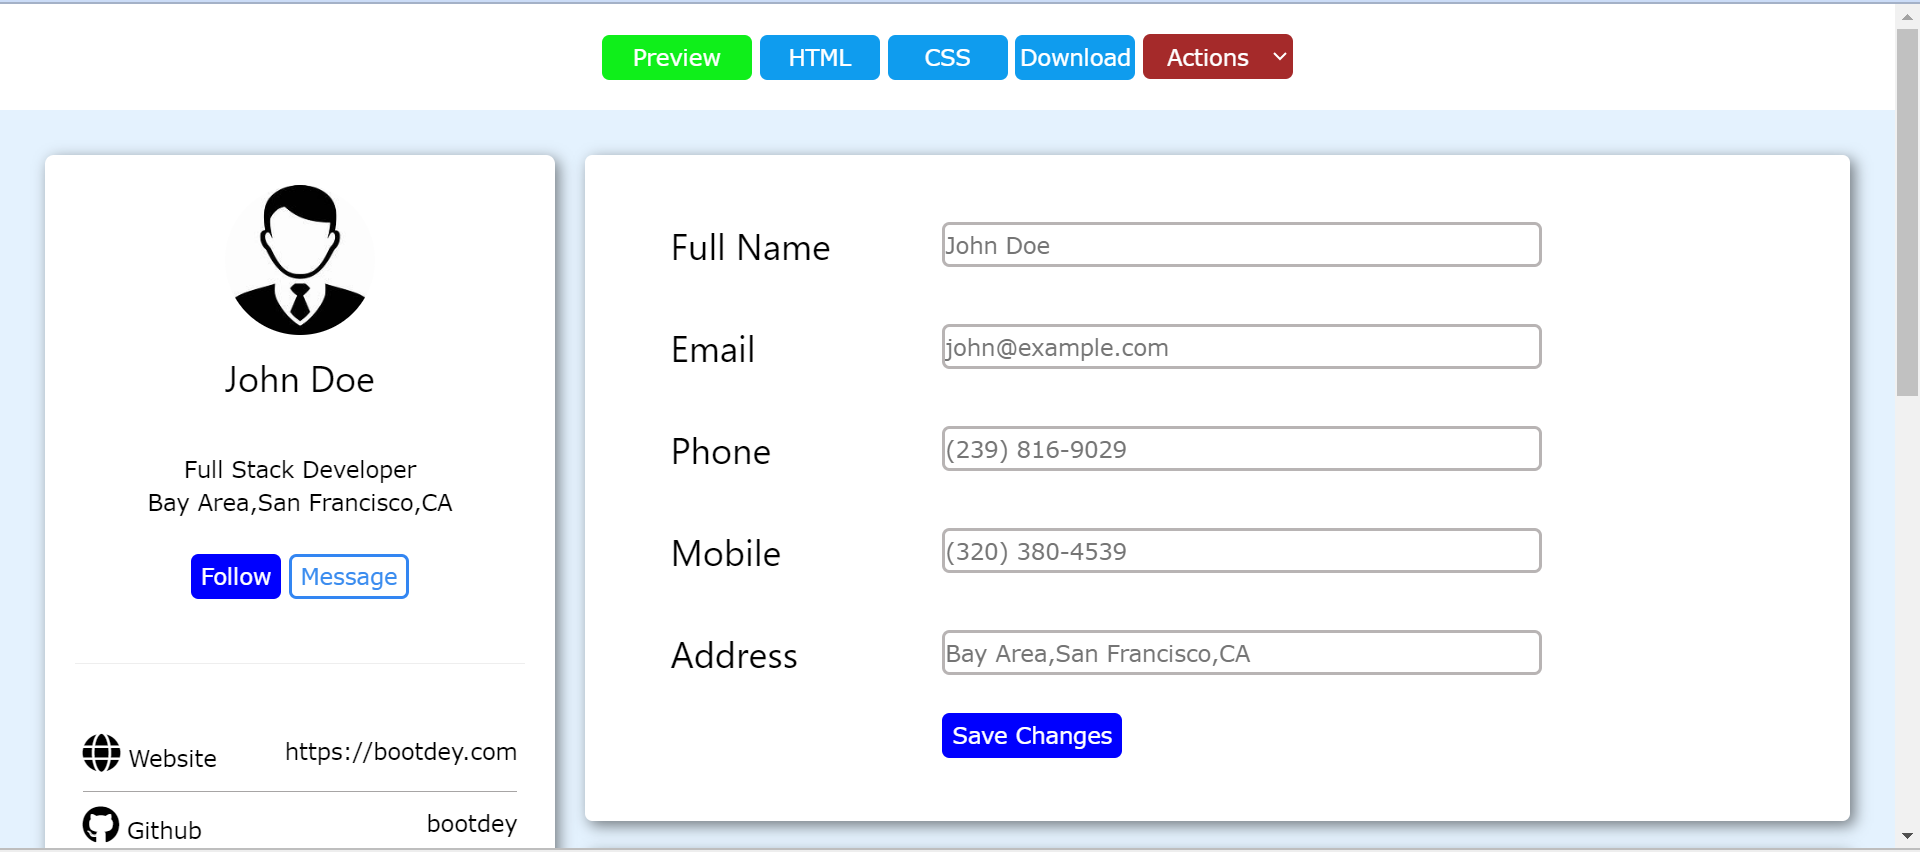 Preview HTML CSS Download Actions
John Doe
Full Stack Developer
Bay Area,San Francisco,CA
Follow Message
Website https://bootdey.com
Github bootdey
Full Name John Doe
Email john@example.com
Phone (239) 816-9029
Mobile (320) 380-4539
Address Bay Area,San Francisco,CA
Save Changes